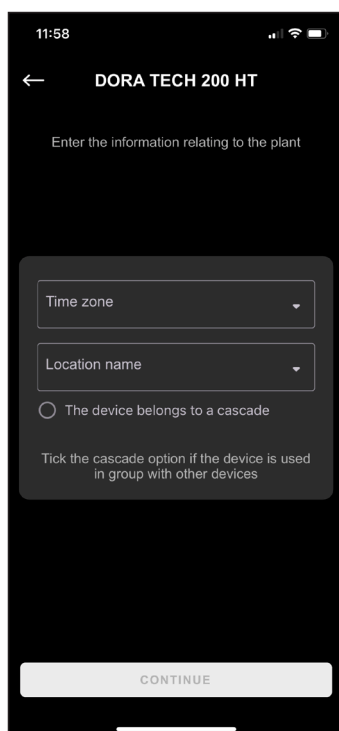 11:58
DORA TECH 200 HT
Enter the information relating to the plant
Time zone
Location name
The device belongs to a cascade
Tick the cascade option if the device is used
in group with other devices
CONTINUE